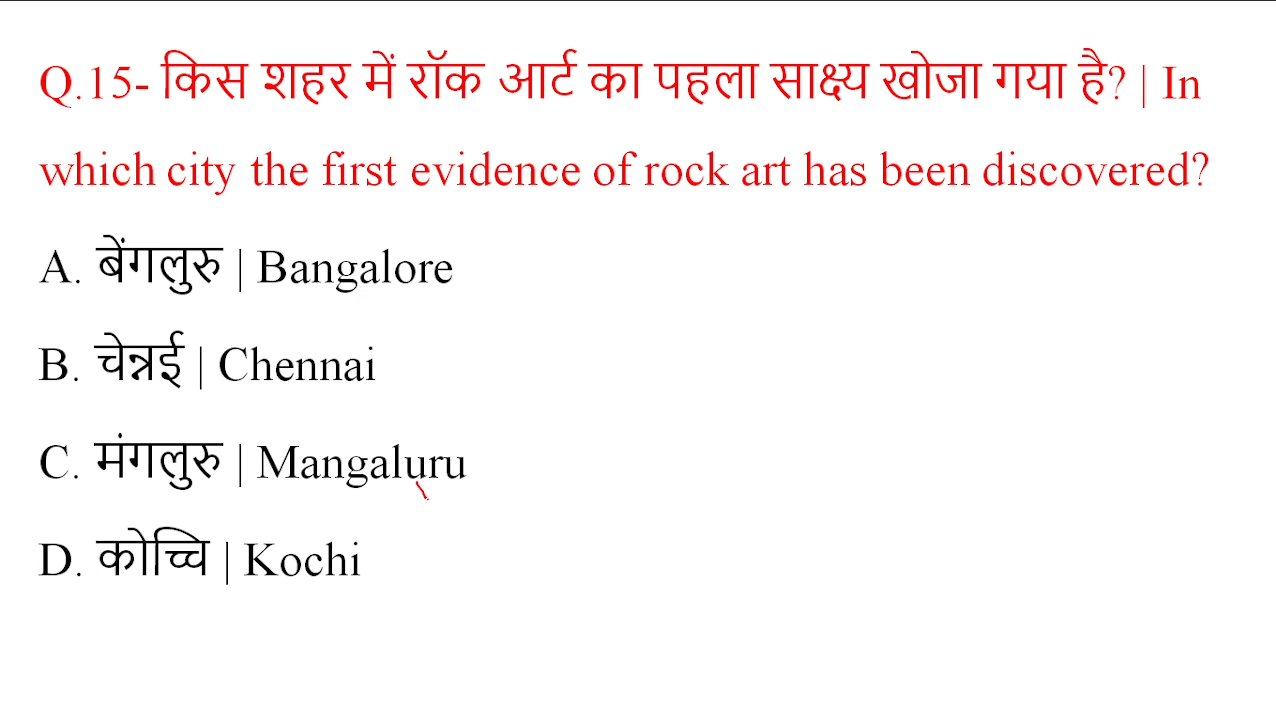 Q.15- किस शहर में रॉक आर्ट का पहला साक्ष्य खोजा गया है? | In
which city the first evidence of rock art has been discovered?
A. बेंगलुरु | Bangalore
B. चेन्नई | Chennai
C. मंगलुरु | Mangaluru
D. कोच्चि | Kochi